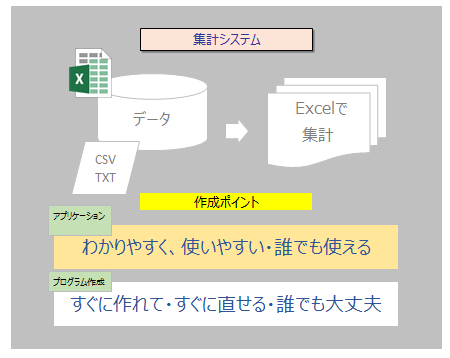 集計システム
X
データ
Excelで
集計
CSV
TXT
作成ポイント
アプリケーション
わかりやすく、使いやすい・誰でも使える
プログラム作成
すぐに作れて・すぐに直せる・誰でも大丈夫